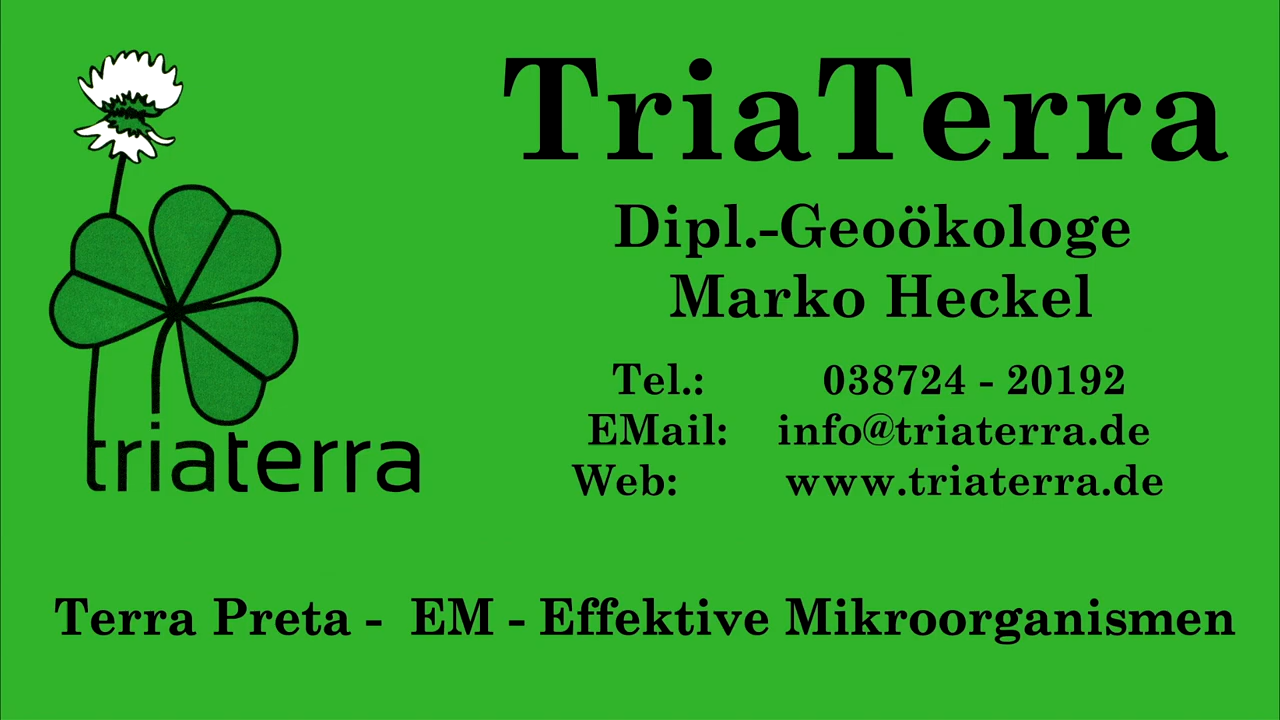 TriaTerra
Dipl.-Geoökologe
Marko Heckel
Tel.: 038724 - 20192
EMail: info@triaterra.de
Web: www.triaterra.de
triaterra
Terra Preta - EM - Effektive Mikroorganismen